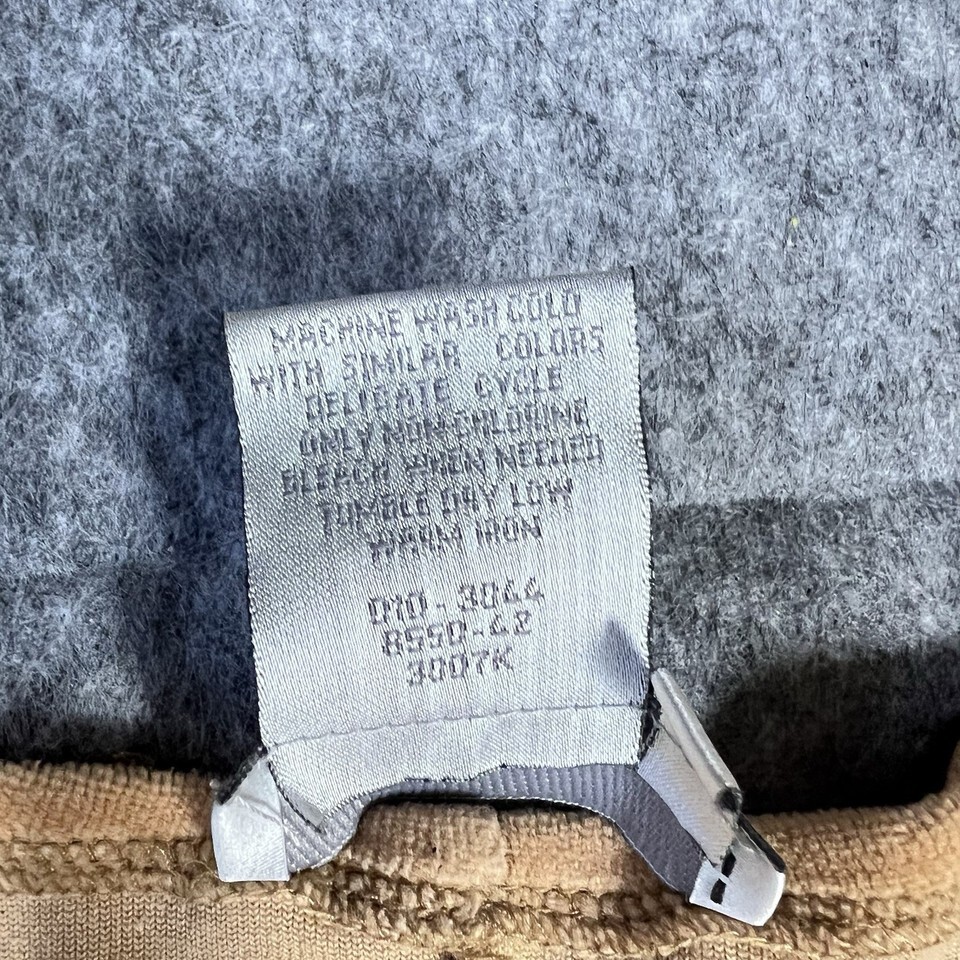 MACHINE WASH COLD
WITH SIMILAR COLORS
DELICATE CYCLE
ONLY NON-CHLORINE
BLEACH WHEN NEEDED
TUMBLE DRY LOW
WARM IRON
010-3044
8550-42
3007K